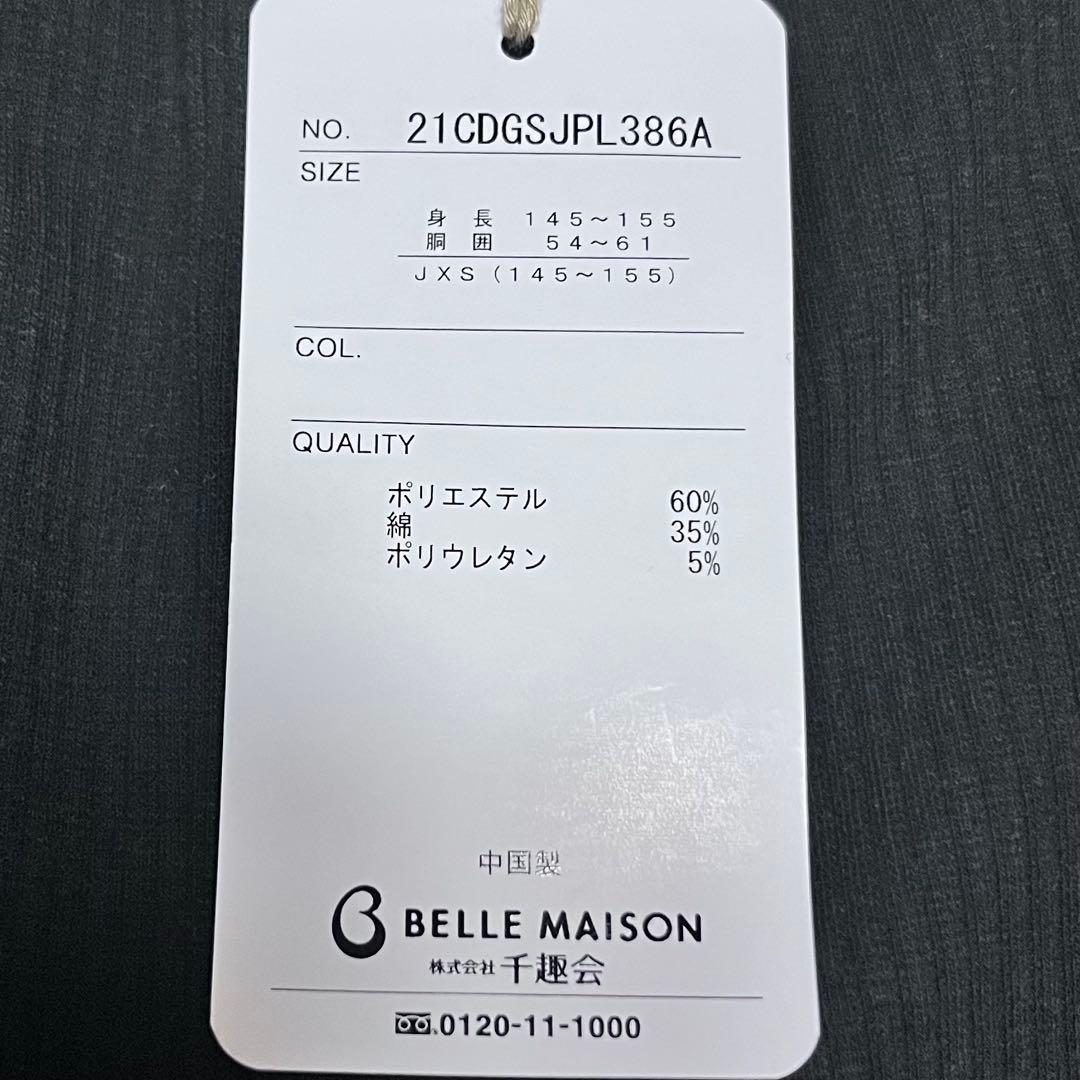 NO. 21CDGSJPL386A
SIZE
身 長 145～155
胴 囲 54～61
JXS(145～155)
COL.
QUALITY
ポリエステル 60%
綿 35%
ポリウレタン 5%
中国製
BELLE MAISON
株式会社千趣会
0120-11-1000